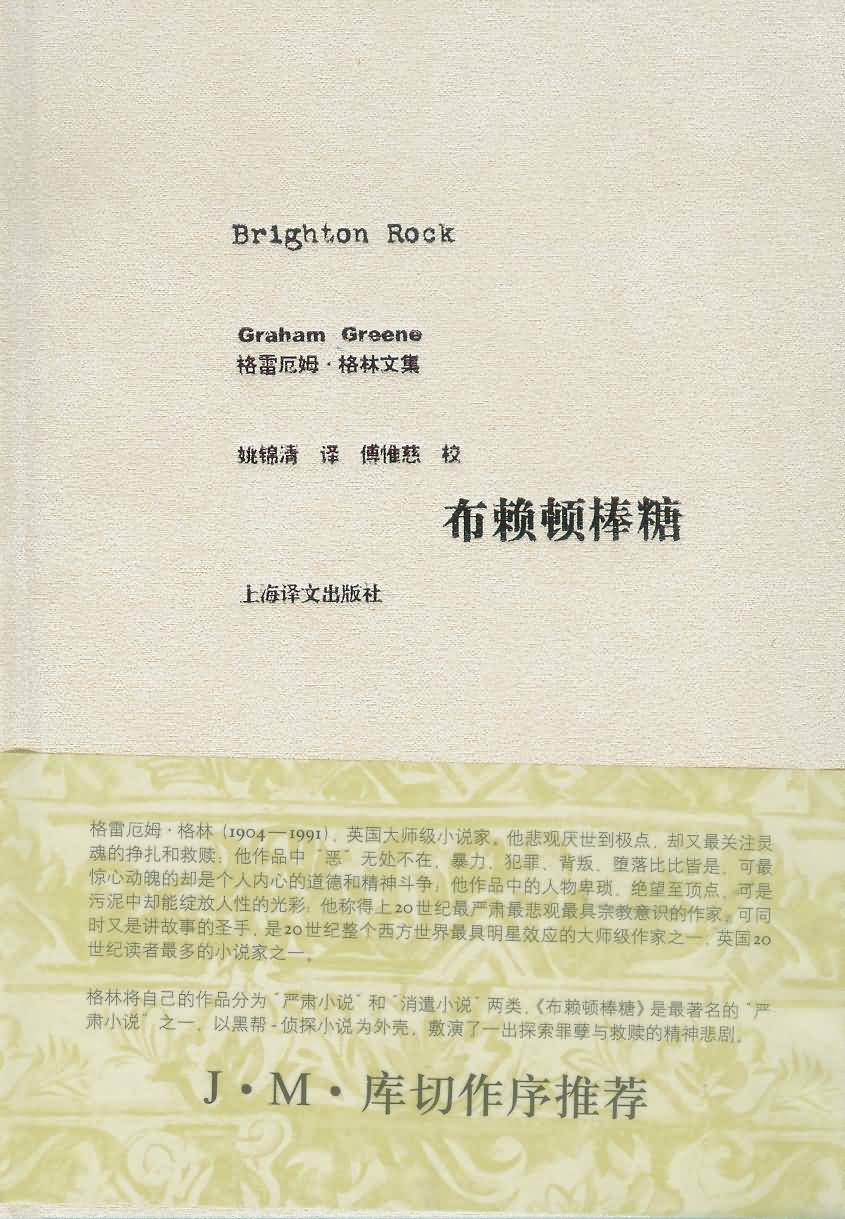 Brighton Rock
Graham Greene
格雷厄姆·格林文集
姚锦清 译 傅惟慈 校
布赖顿棒糖
上海译文出版社
格雷厄姆·格林（1904—1991），英国大师级小说家。他悲观厌世到极点，却又最关注灵
魂的挣扎和救赎；他作品中“恶”无处不在，暴力、犯罪、背叛、堕落比比皆是，可最
惊心动魄的却是个人内心的道德和精神斗争；他作品中的人物卑琐、绝望至顶点，可是
污泥中却能绽放人性的光彩；他称得上20世纪最严肃最悲观最具宗教意识的作家。可同
时又是讲故事的圣手，是20世纪整个西方世界最具明星效应的大师级作家之一，英国20
世纪读者最多的小说家之一。
格林将自己的作品分为“严肃小说”和“消遣小说”两类，《布赖顿棒糖》是最著名的“严
肃小说”之一，以黑帮-侦探小说为外壳，敷演了一出探索罪孽与救赎的精神悲剧。
J·M·库切作序推荐